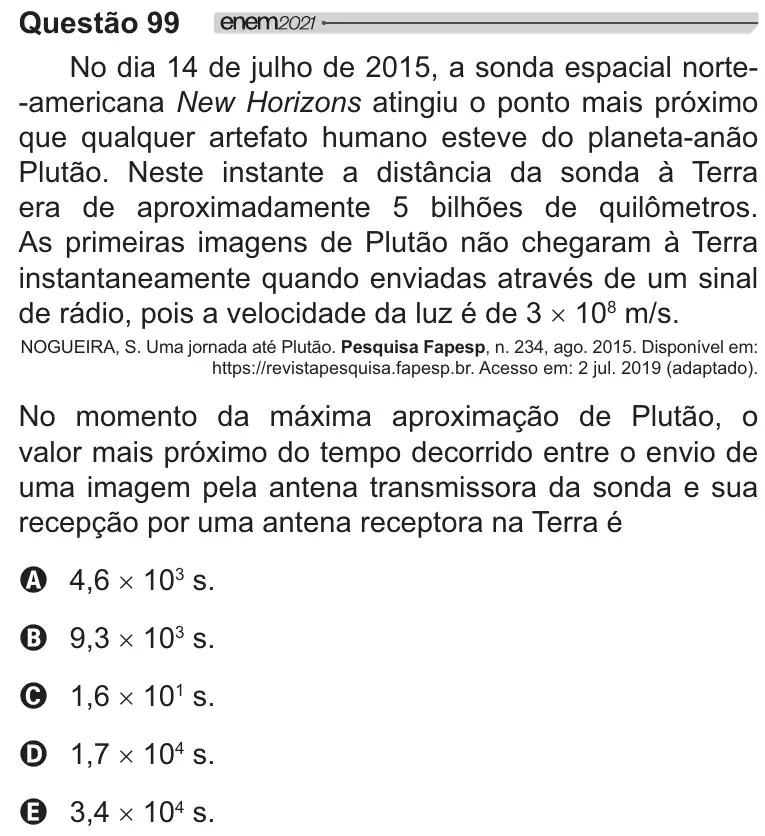 Questão 99 enem2021
No dia 14 de julho de 2015, a sonda espacial norte-
-americana New Horizons atingiu o ponto mais próximo
que qualquer artefato humano esteve do planeta-anão
Plutão. Neste instante a distância da sonda à Terra
era de aproximadamente 5 bilhões de quilômetros.
As primeiras imagens de Plutão não chegaram à Terra
instantaneamente quando enviadas através de um sinal
de rádio, pois a velocidade da luz é de 3 × 10⁸ m/s.
NOGUEIRA, S. Uma jornada até Plutão. Pesquisa Fapesp, n. 234, ago. 2015. Disponível em:
https://revistapesquisa.fapesp.br. Acesso em: 2 jul. 2019 (adaptado).
No momento da máxima aproximação de Plutão, o
valor mais próximo do tempo decorrido entre o envio de
uma imagem pela antena transmissora da sonda e sua
recepção por uma antena receptora na Terra é
A 4,6 × 10³ s.
B 9,3 × 10³ s.
C 1,6 × 10¹ s.
D 1,7 × 10⁴ s.
E 3,4 × 10⁴ s.